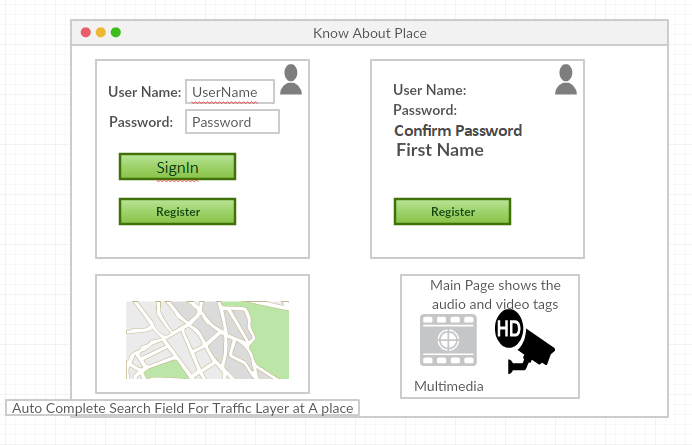 Know About Place
User Name: UserName
Password: Password
SignIn
Register
User Name:
Password:
Confirm Password
First Name
Register
Main Page shows the
audio and video tags
HD
Multimedia
Auto Complete Search Field For Traffic Layer at A place